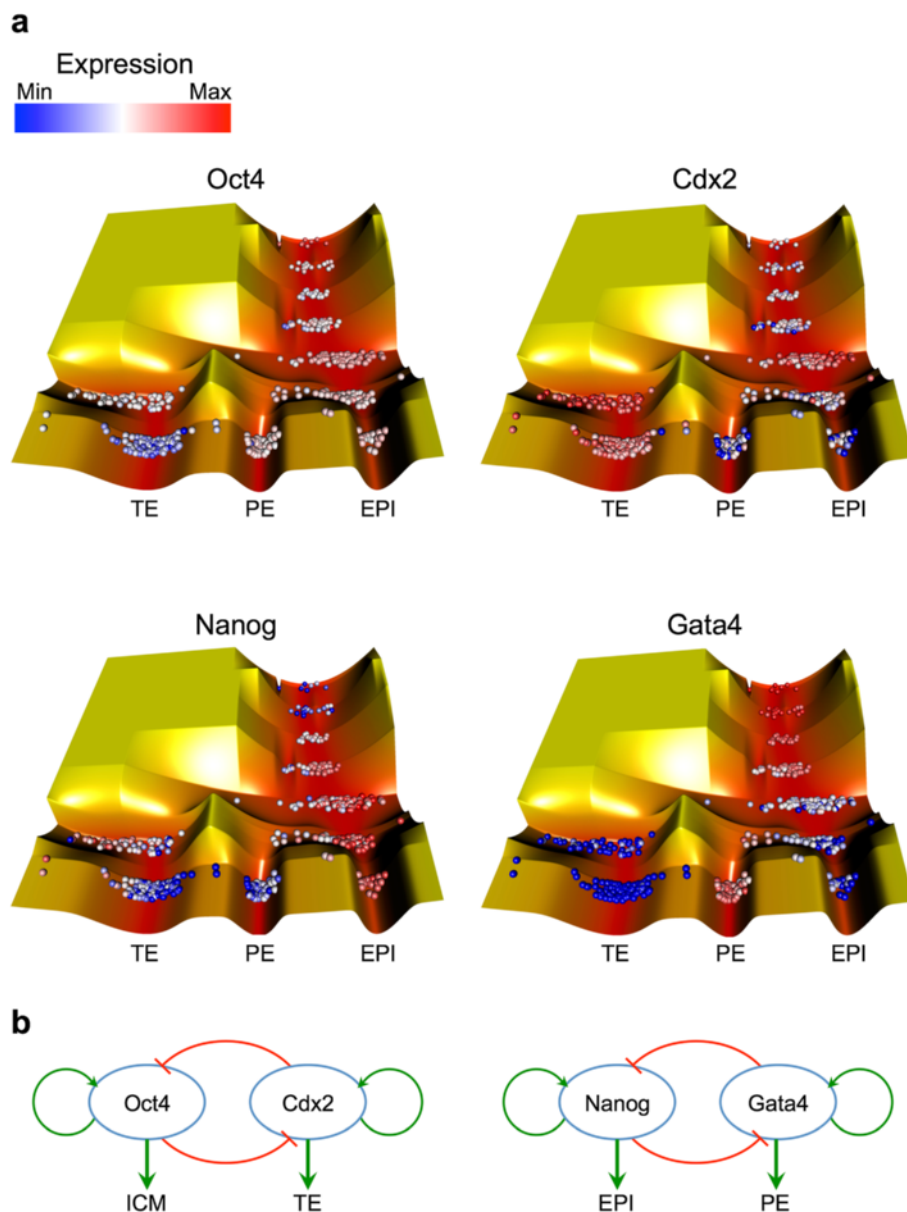 a
Expression
Min Max
Oct4 Cdx2
TE PE EPI TE PE EPI
Nanog Gata4
TE PE EPI TE PE EPI
b
Oct4 Cdx2 Nanog Gata4
ICM TE EPI PE